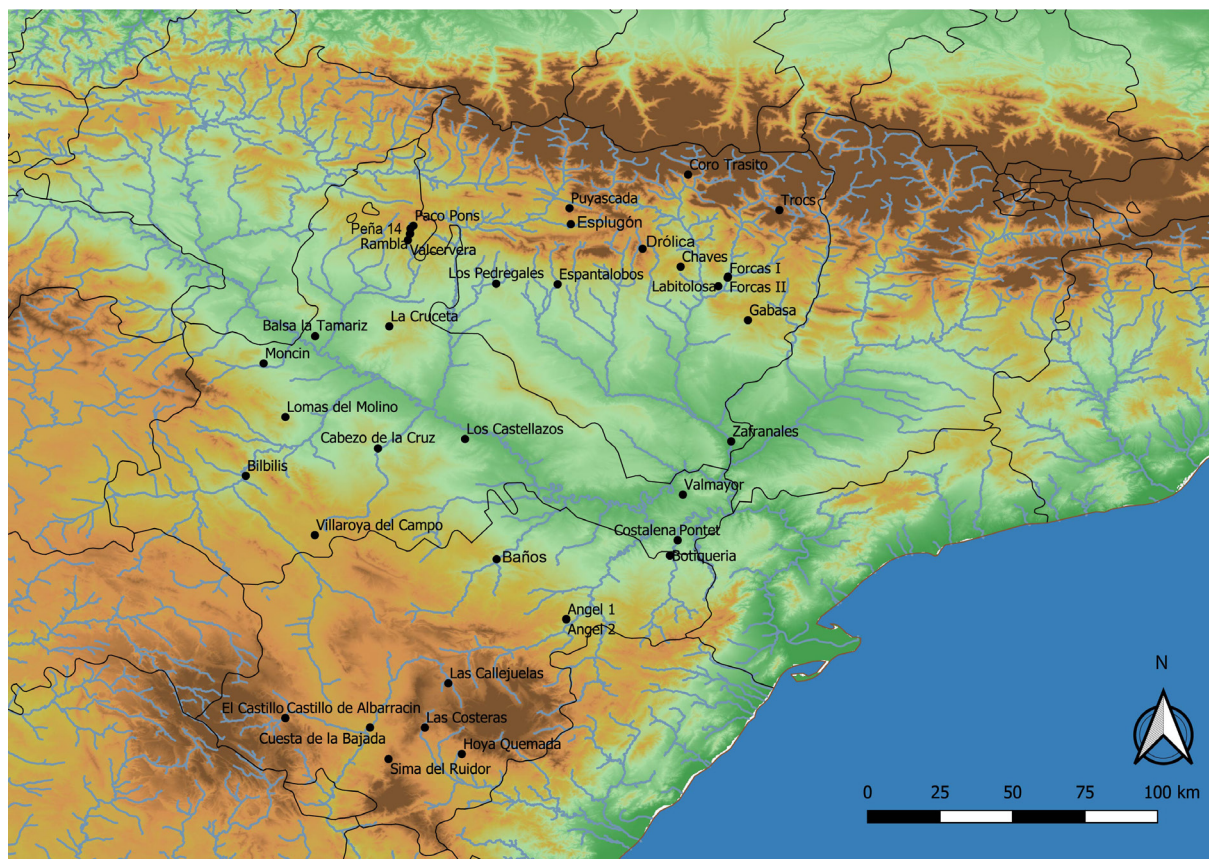 Coro Trasito
Puyascada
Trocs
Esplugón
Paco Pons
Peña 14
Rambla
Valcervera
Drólica
Chaves
Los Pedregales
Espantalobos
Forcas I
Labitolosa
Forcas II
Gabasa
La Cruceta
Balsa la Tamariz
Moncin
Lomas del Molino
Cabezo de la Cruz
Los Castellazos
Zafranales
Bilbilis
Valmayor
Villaroya del Campo
Costalena Pontet
Baños
Botiqueria
Angel 1
Angel 2
Las Callejuelas
El Castillo Castillo de Albarracin
Las Costeras
Cuesta de la Bajada
Hoya Quemada
Sima del Ruidor
N
0 25 50 75 100 km